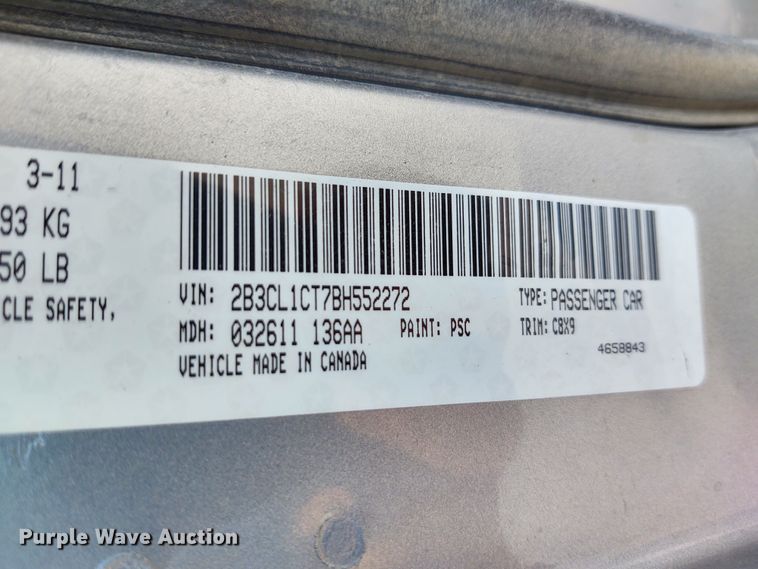 3-11
93 KG
50 LB
CLE SAFETY,
VIN: 2B3CL1CT7BH552272
TYPE: PASSENGER CAR
MDH: 032611 136AA
PAINT: PSC
TRIM: C8X9
VEHICLE MADE IN CANADA
4658843
Purple Wave Auction